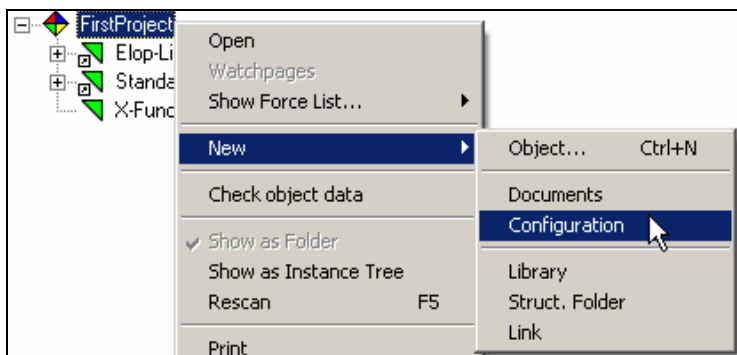 FirstProject
Elop-Li
Standa
X-Func
Open
Watchpages
Show Force List...
New
Check object data
Show as Folder
Show as Instance Tree
Rescan F5
Print
Object... Ctrl+N
Documents
Configuration
Library
Struct. Folder
Link